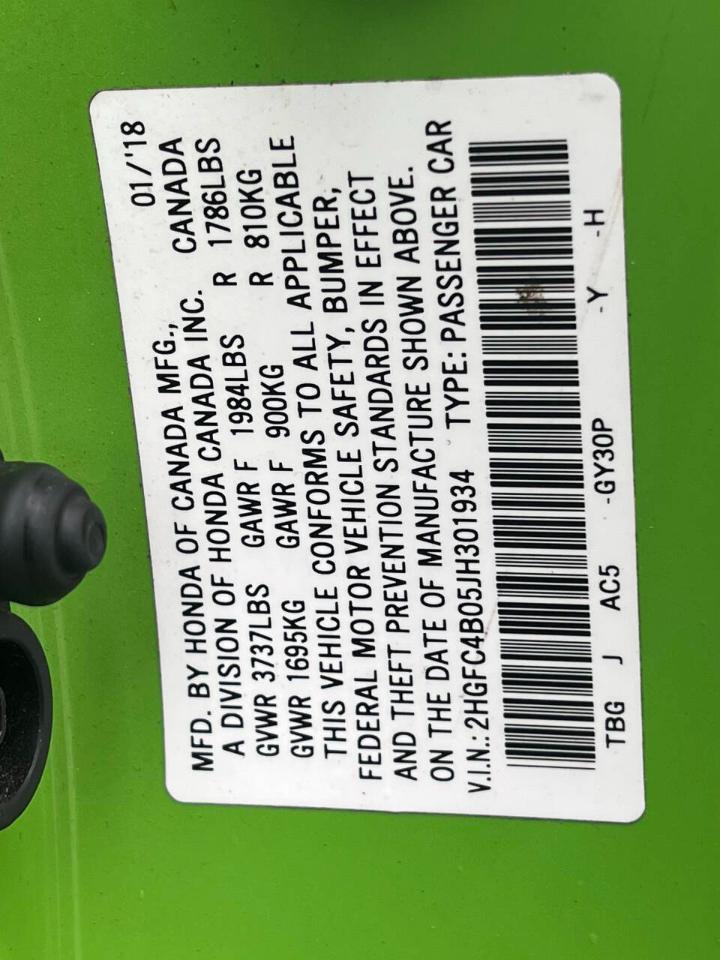 MFD. BY HONDA OF CANADA MFG., 01/'18
A DIVISION OF HONDA CANADA INC. CANADA
GVWR 3737LBS GAWR F 1984LBS R 1786LBS
GVWR 1695KG GAWR F 900KG R 810KG
THIS VEHICLE CONFORMS TO ALL APPLICABLE
FEDERAL MOTOR VEHICLE SAFETY, BUMPER,
AND THEFT PREVENTION STANDARDS IN EFFECT
ON THE DATE OF MANUFACTURE SHOWN ABOVE.
V.I.N.: 2HGFC4B05JH301934 TYPE: PASSENGER CAR
TBG J AC5 -GY30P -Y -H